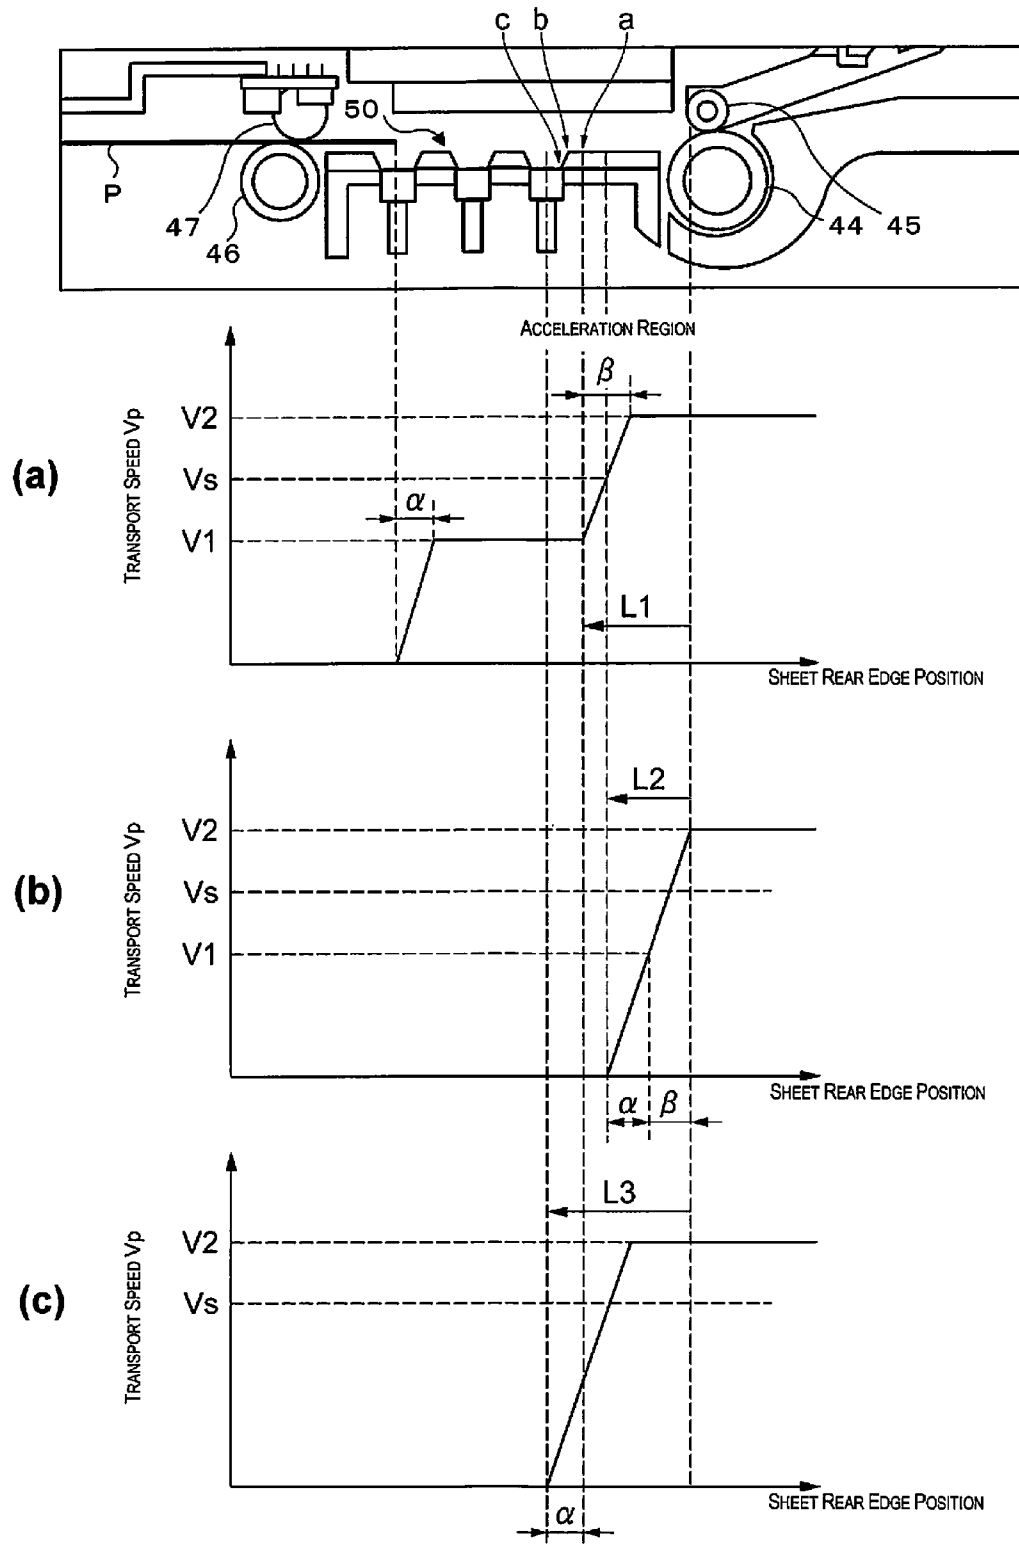 c b a
50
P
47
46
44
45
ACCELERATION REGION
β
V2
Vs
(a)
α
V1
TRANSPORT SPEED Vp
L1
SHEET REAR EDGE POSITION
L2
V2
Vs
(b)
V1
TRANSPORT SPEED Vp
SHEET REAR EDGE POSITION
α β
L3
V2
Vs
(c)
TRANSPORT SPEED Vp
SHEET REAR EDGE POSITION
α